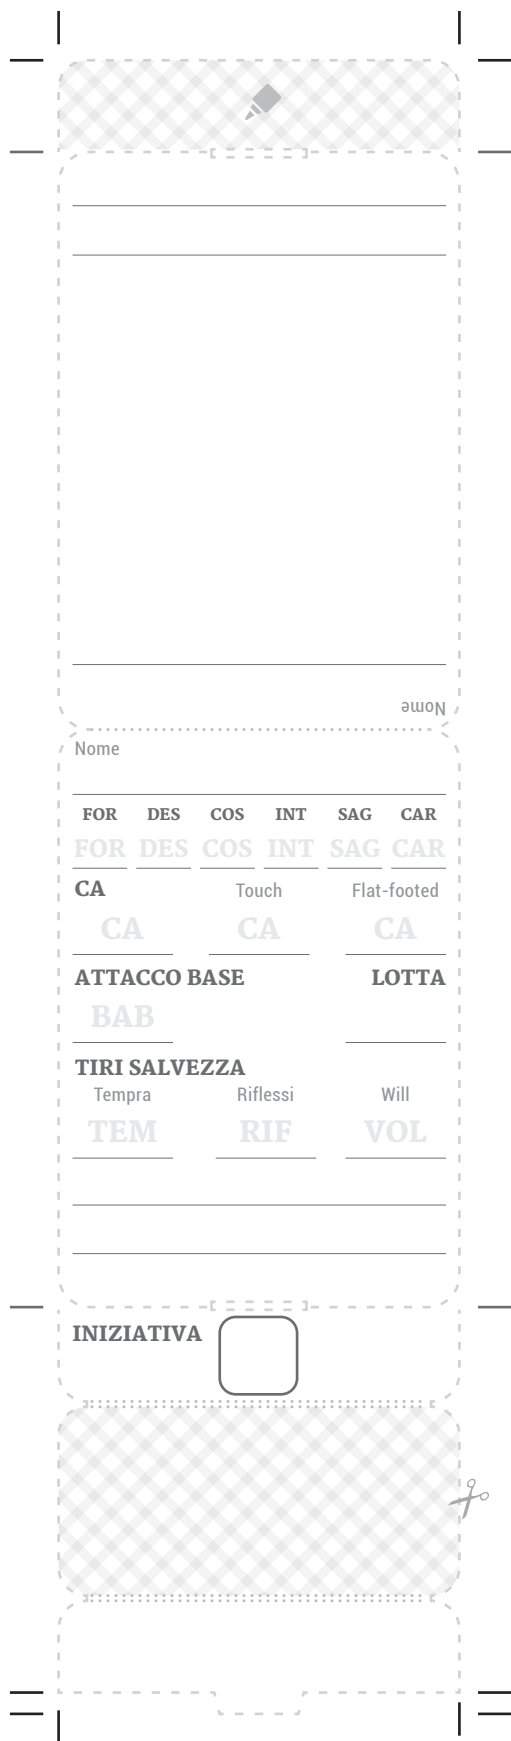 Nome
Nome
FOR DES COS INT SAG CAR
FOR DES COS INT SAG CAR
CA Touch Flat-footed
CA CA CA
ATTACCO BASE LOTTA
BAB
TIRI SALVEZZA
Tempra Riflessi Will
TEM RIF VOL
INIZIATIVA